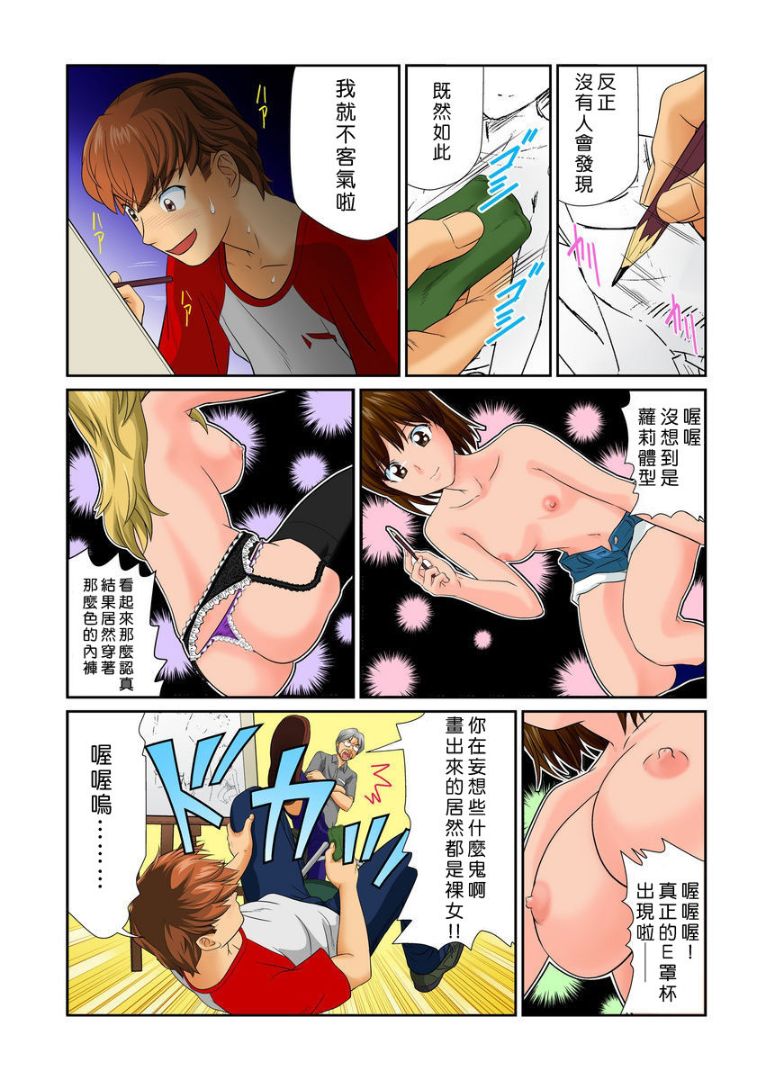 反正
沒有人會發現
既然如此
ゴシ
ゴシ
我就不客氣啦
ハァ
ハァ
ハァ
喔喔
沒想到是
蘿莉體型
看起來那麼認真
結果居然穿著
那麼色的內褲
喔喔喔！
真正的E罩杯
出現啦——
你在妄想些什麼鬼啊
畫出來的居然都是裸女!!
ドカッ
喔喔嗚………